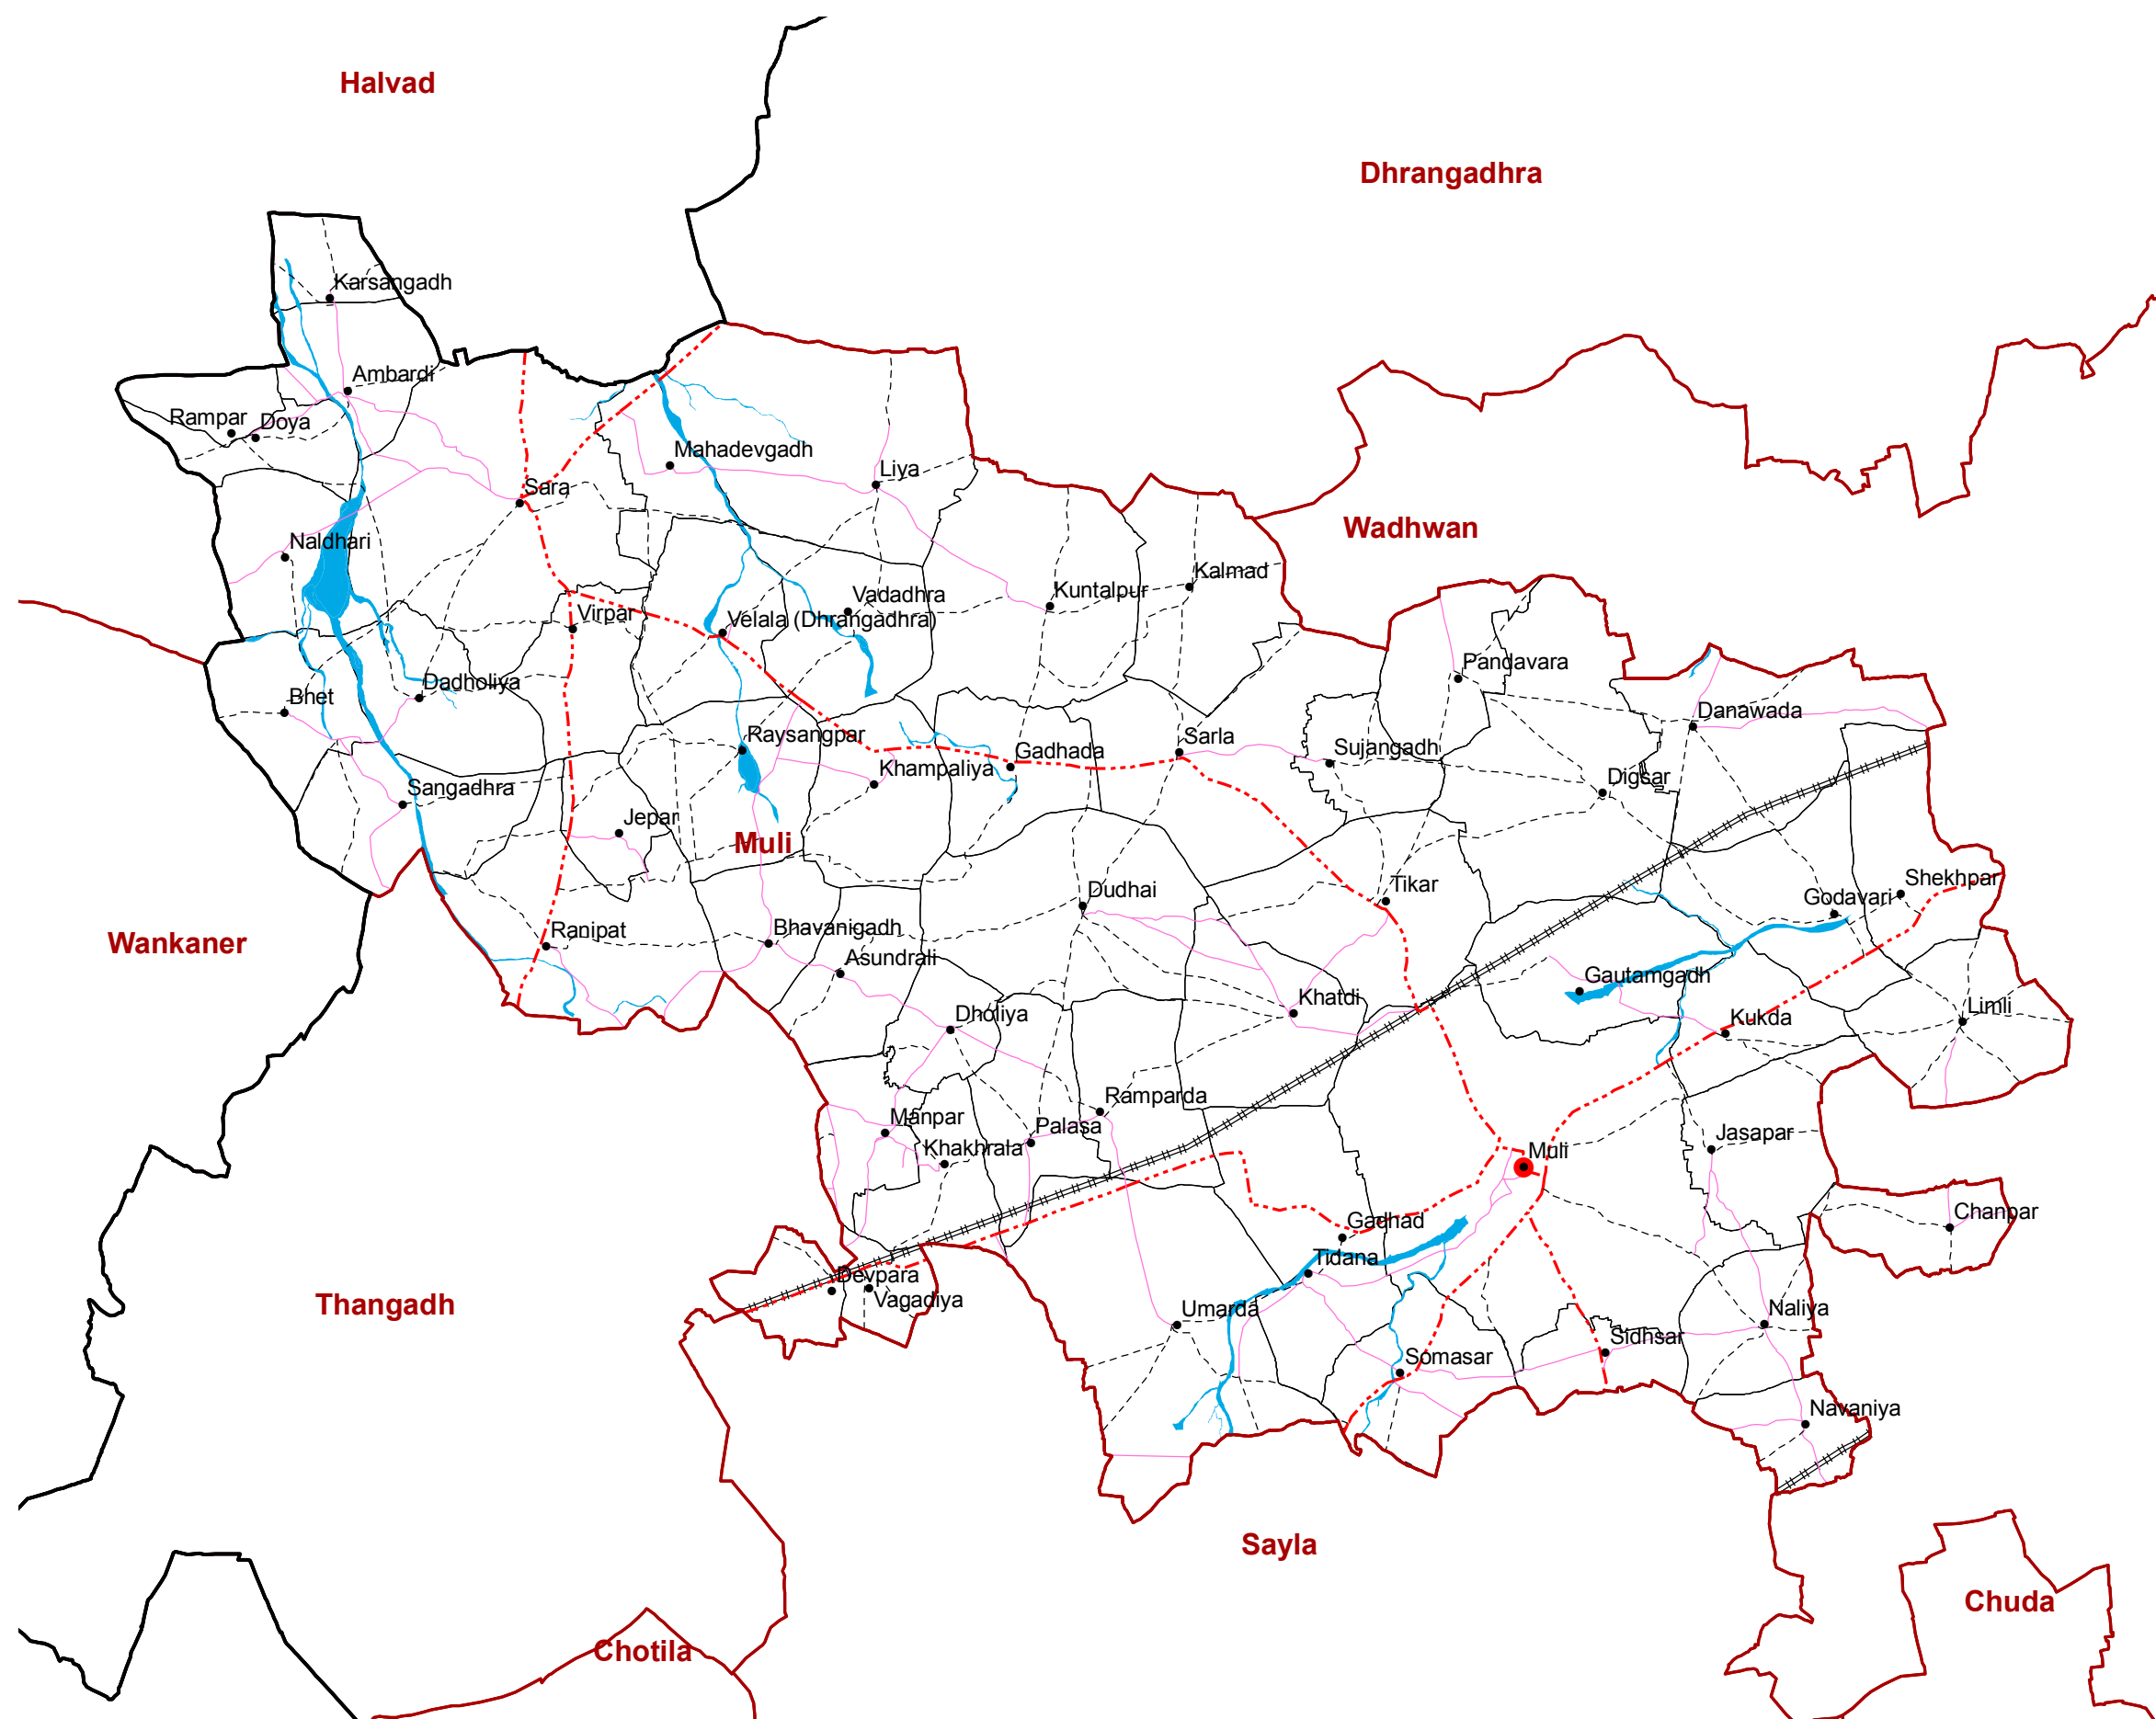 Halvad
Dhrangadhra
Karsangadh
Ambardi
Rampar
Doya
Mahadevgadh
Liya
Sara
Wadhwan
Naldhari
Kalmad
Vadadhra
Kuntalpur
Virpar
Velala (Dhrangadhra)
Pandavara
Dadholiya
Bhet
Danawada
Raysangpar
Sarla
Gadhada
Sujangadh
Khampaliya
Digsar
Sangadhra
Jepar
Muli
Dudhai
Tikar
Shekhpar
Godavari
Ranipat
Bhavanigadh
Wankaner
Asundrali
Gautamgadh
Khatdi
Limli
Dholiya
Kukda
Ramparda
Manpar
Palasa
Jasapar
Khakhrala
Muli
Chanpar
Gadhad
Tidana
Devpara
Vagadiya
Thangadh
Umarda
Naliya
Sidhsar
Somasar
Navaniya
Sayla
Chuda
Chotila